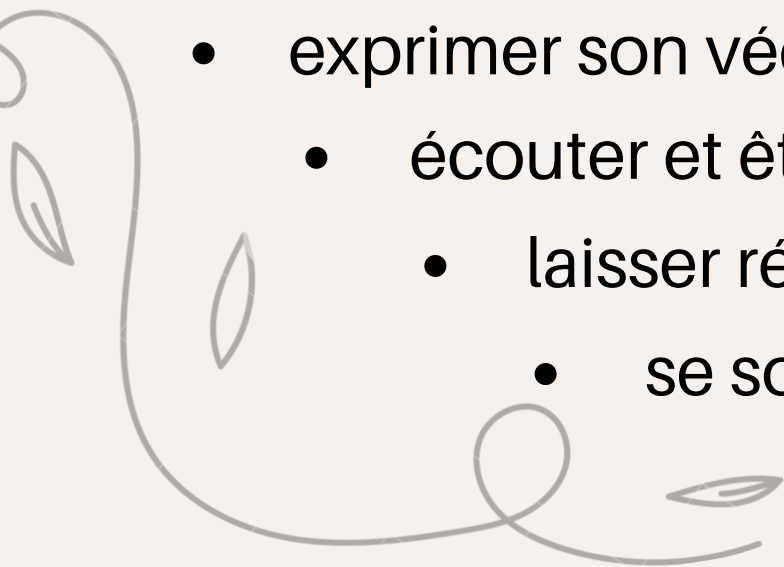 • exprimer son
• écouter et
• laisser
• se